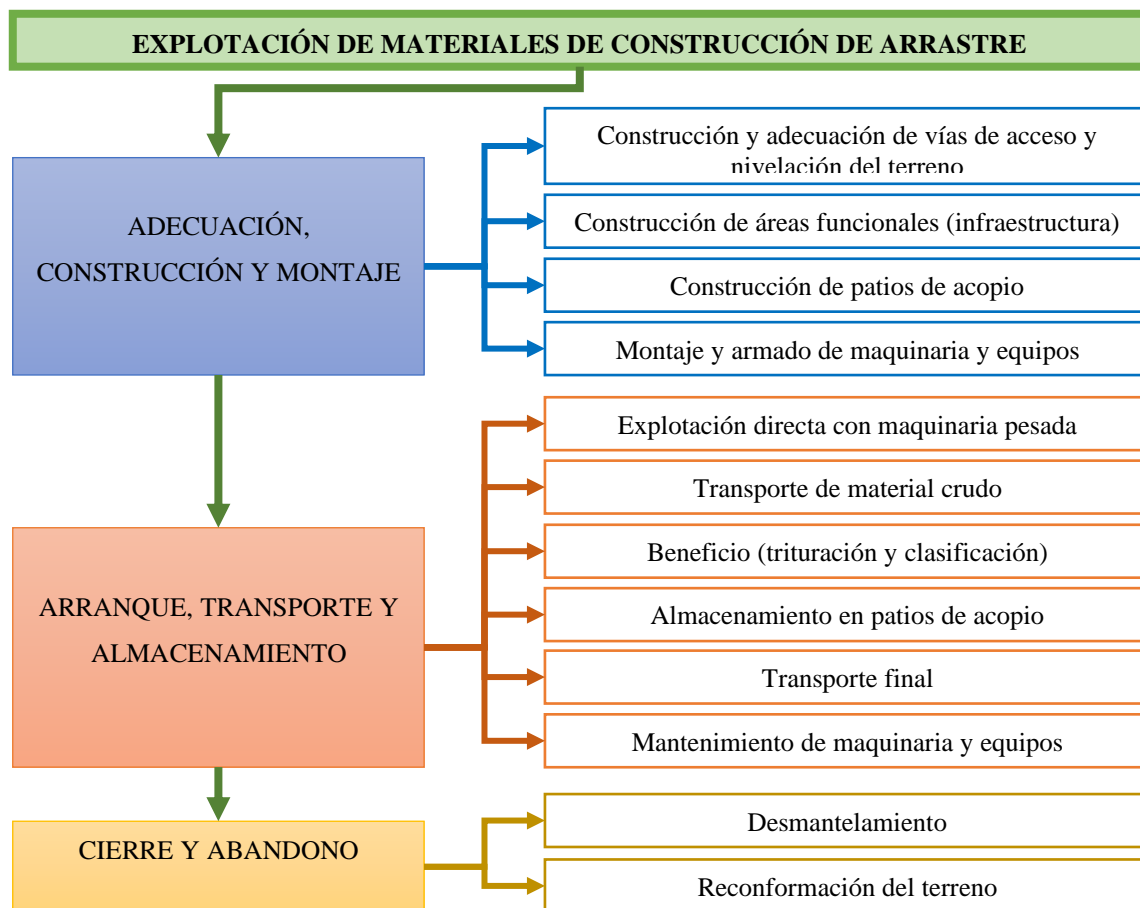 EXPLOTACIÓN DE MATERIALES DE CONSTRUCCIÓN DE ARRASTRE
ADECUACIÓN,
CONSTRUCCIÓN Y MONTAJE
Construcción y adecuación de vías de acceso y
nivelación del terreno
Construcción de áreas funcionales (infraestructura)
Construcción de patios de acopio
Montaje y armado de maquinaria y equipos
ARRANQUE, TRANSPORTE Y
ALMACENAMIENTO
Explotación directa con maquinaria pesada
Transporte de material crudo
Beneficio (trituración y clasificación)
Almacenamiento en patios de acopio
Transporte final
Mantenimiento de maquinaria y equipos
CIERRE Y ABANDONO
Desmantelamiento
Reconformación del terreno